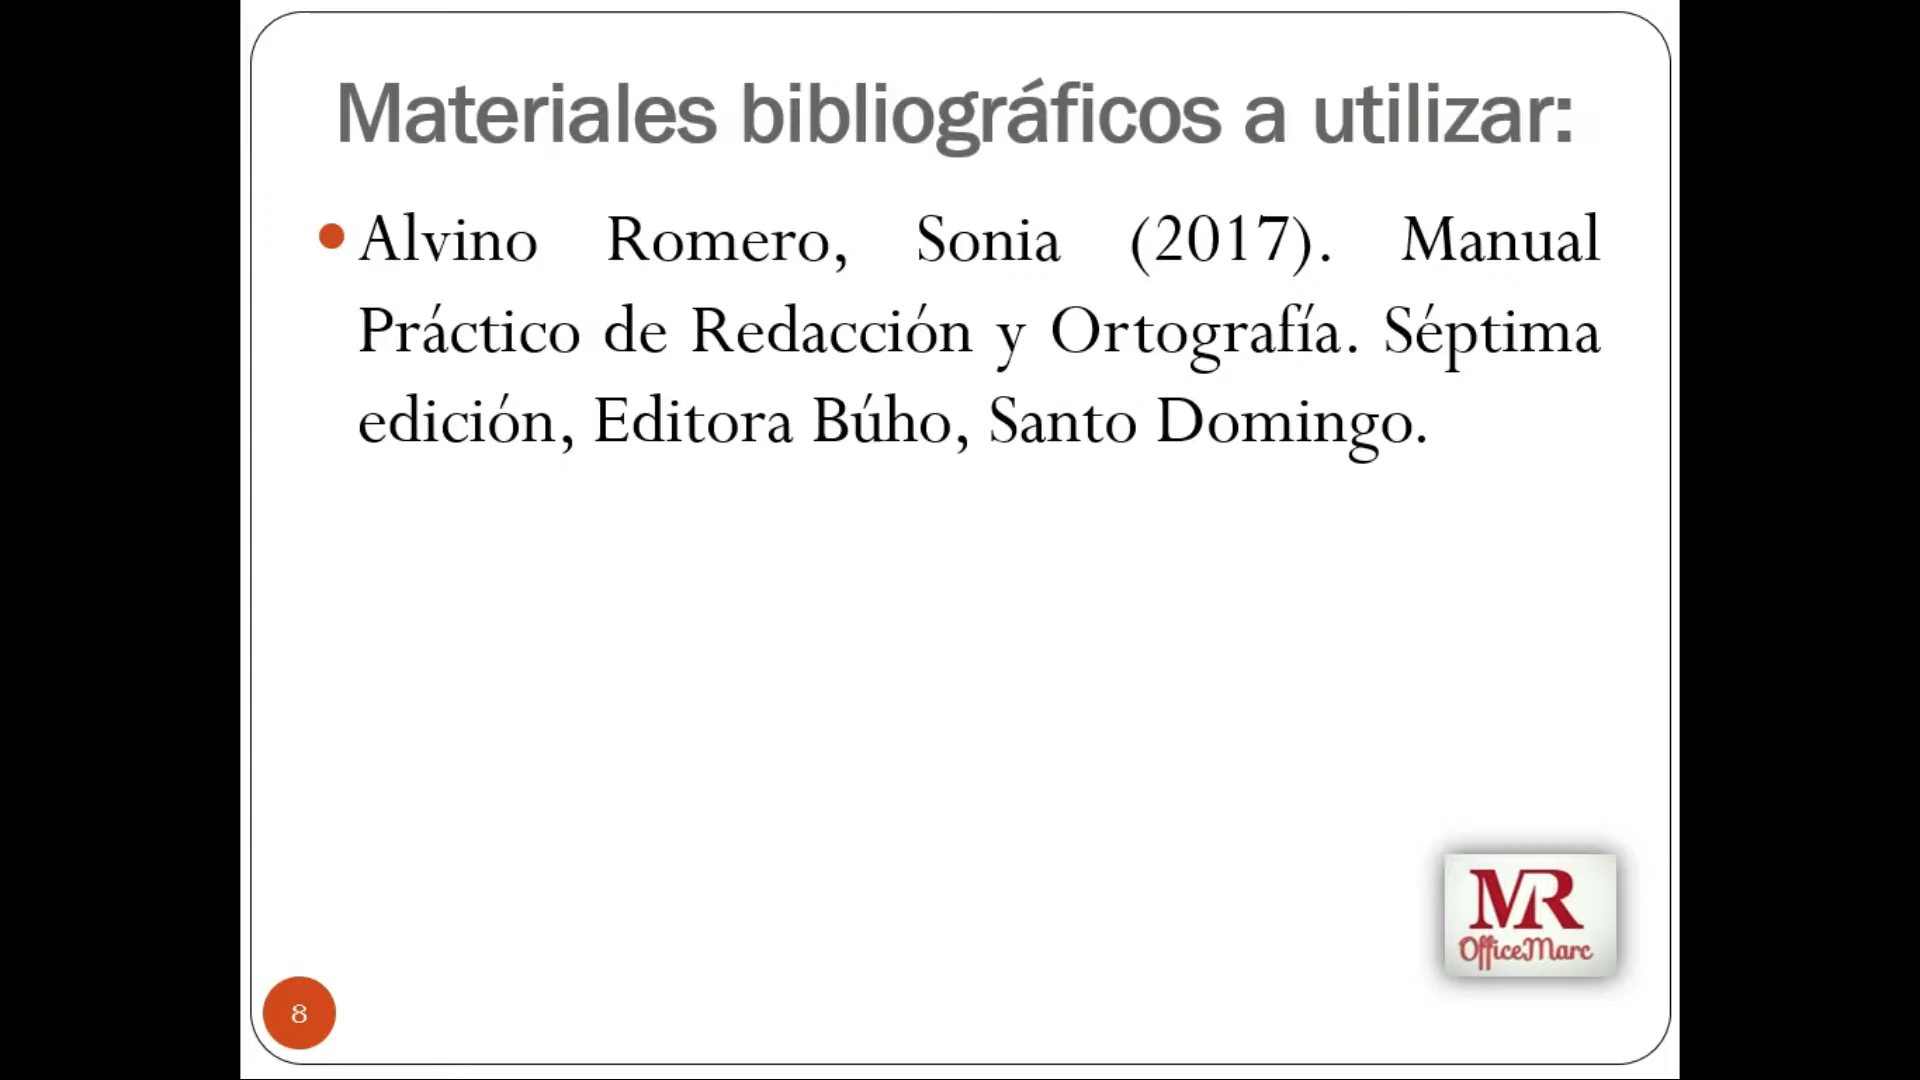 Materiales bibliográficos a utilizar:
Alvino Romero, Sonia (2017). Manual
Práctico de Redacción y Ortografía. Séptima
edición, Editora Búho, Santo Domingo.
MR
OfficeMarc
8